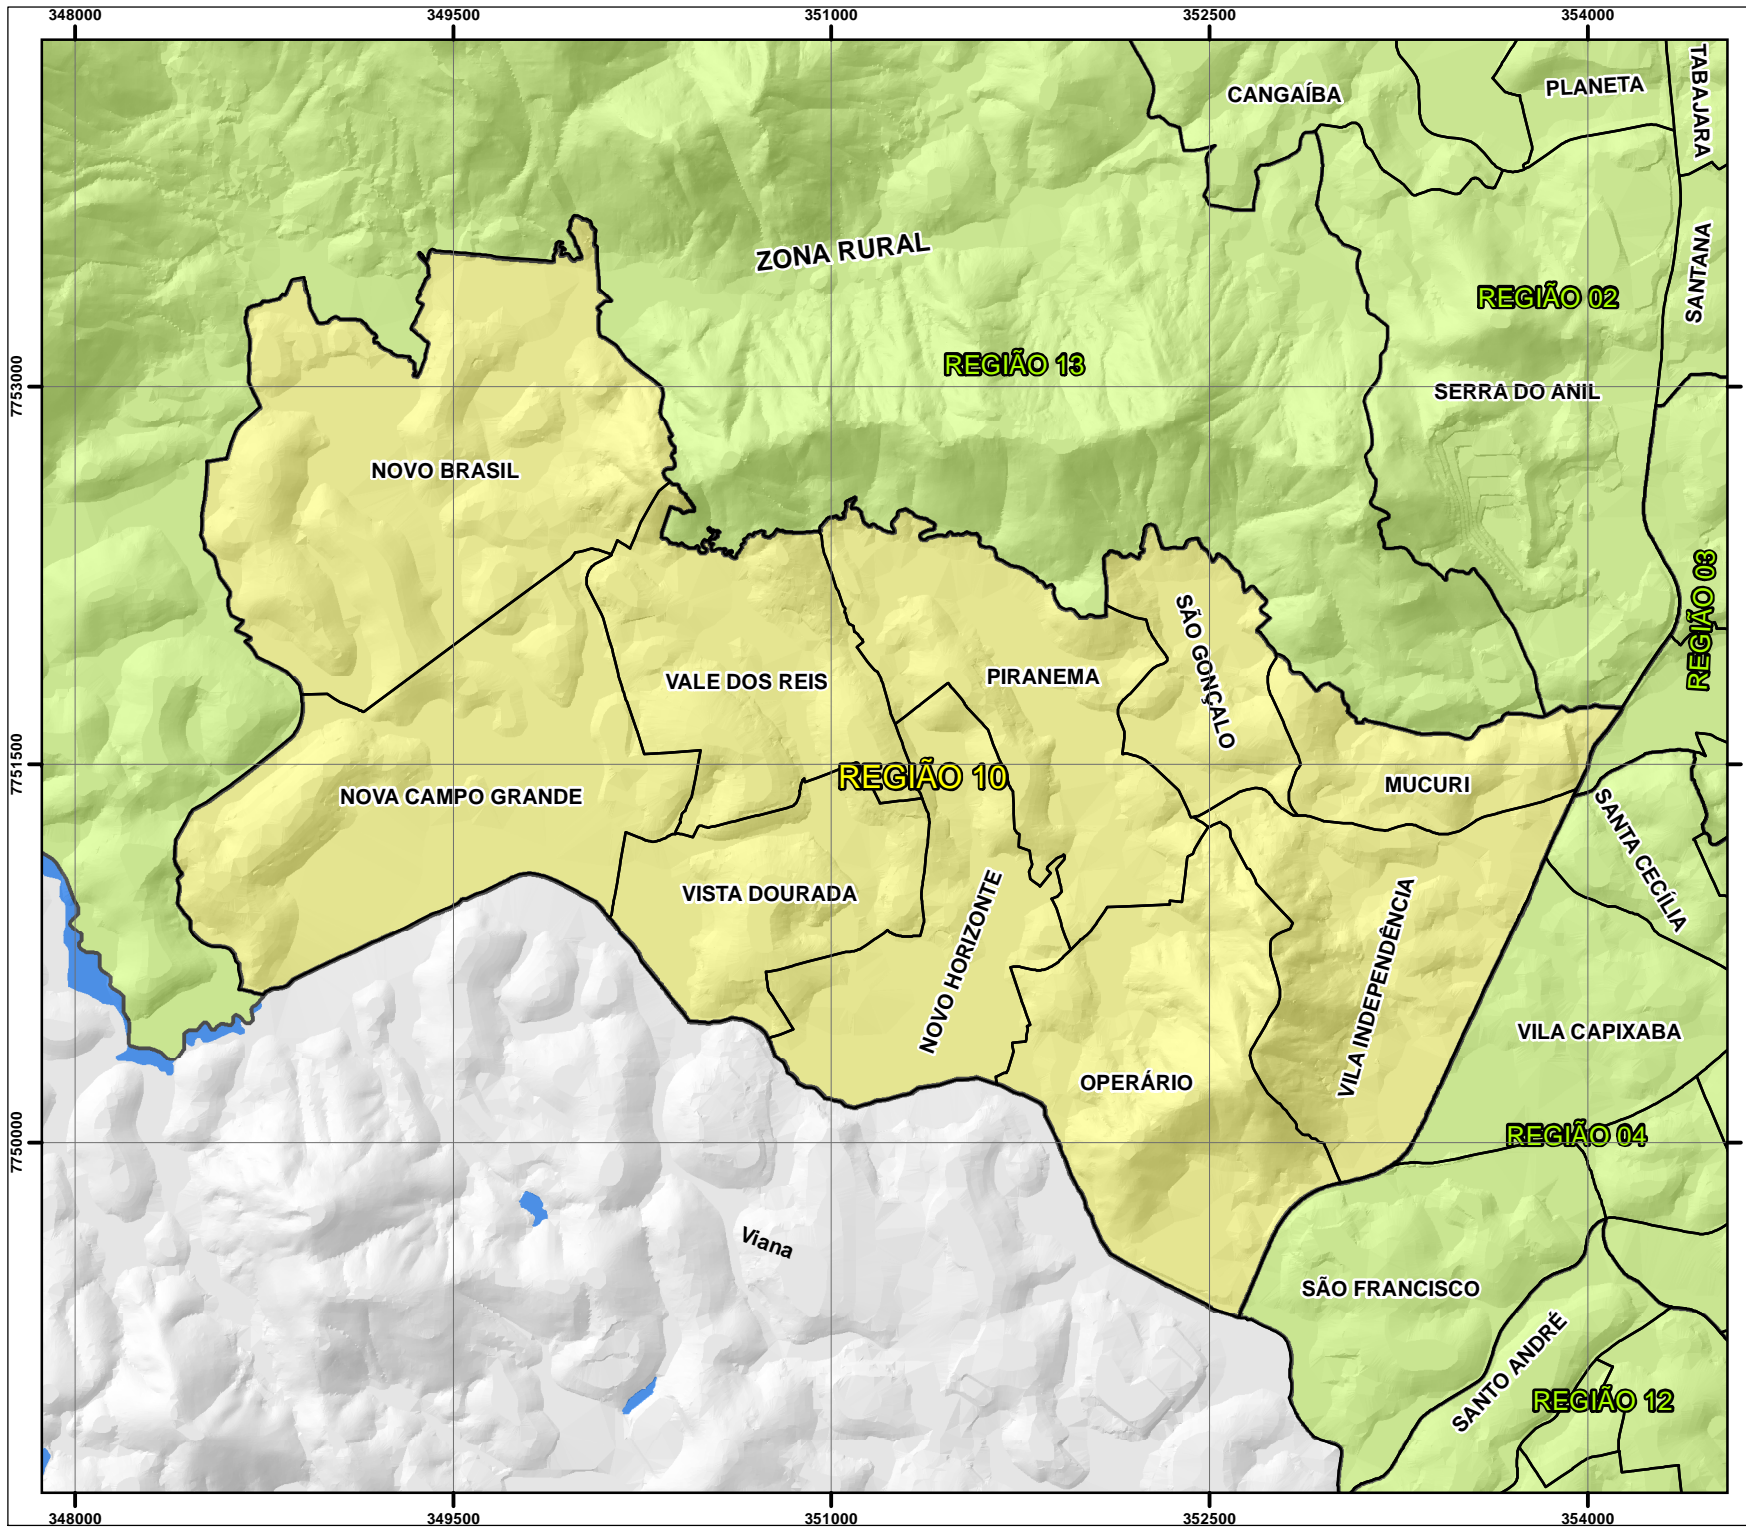 348000 349500 351000 352500 354000
CANGAÍBA
PLANETA
TABAJARA
SANTANA
ZONA RURAL
REGIÃO 02
REGIÃO 13
7753000
SERRA DO ANIL
NOVO BRASIL
REGIÃO 03
SÃO GONÇALO
VALE DOS REIS
PIRANEMA
7751500
REGIÃO 10
MUCURI
NOVA CAMPO GRANDE
SANTA CECÍLIA
VISTA DOURADA
NOVO HORIZONTE
VILA INDEPENDÊNCIA
VILA CAPIXABA
OPERÁRIO
7750000
REGIÃO 04
Viana
SÃO FRANCISCO
SANTO ANDRÉ
REGIÃO 12
348000 349500 351000 352500 354000